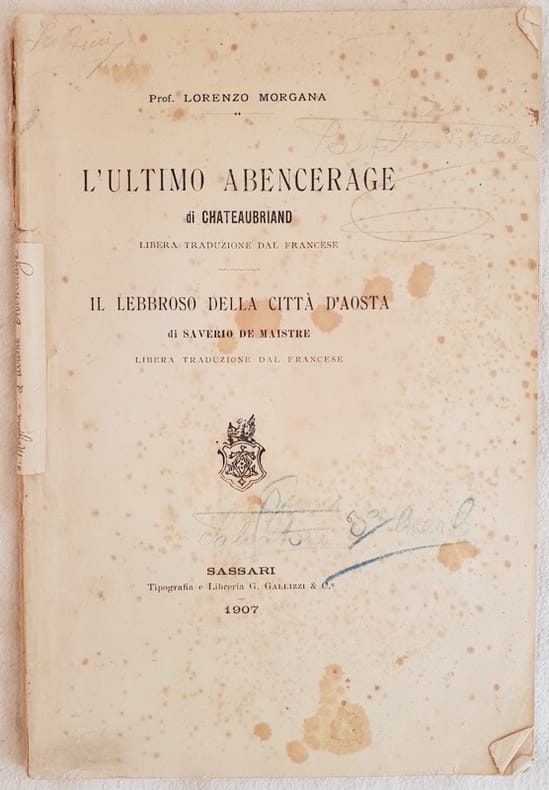 Prof. LORENZO MORGANA
L'ULTIMO ABENCERAGE
di CHATEAUBRIAND
LIBERA TRADUZIONE DAL FRANCESE
IL LEBBROSO DELLA CITTÀ D'AOSTA
di SAVERIO DE MAISTRE
LIBERA TRADUZIONE DAL FRANCESE
SASSARI
Tipografia e Libreria G. GALLIZZI & C.º
1907